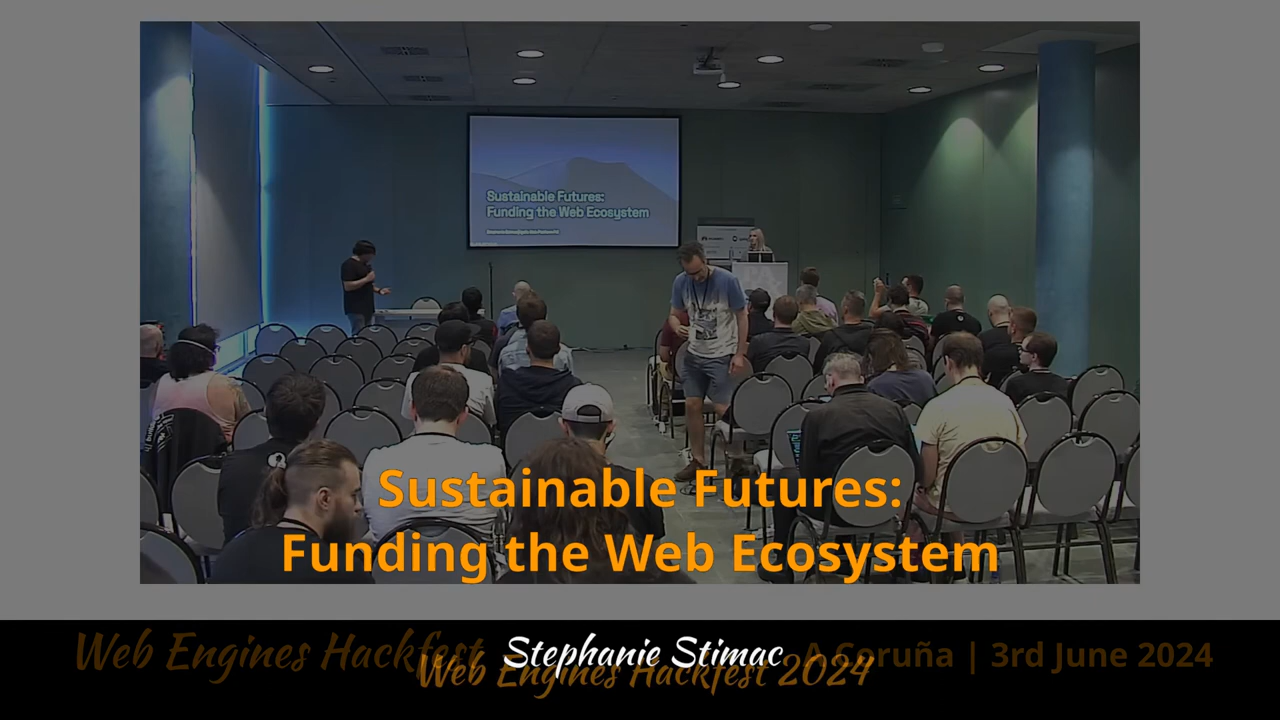 Sustainable Futures:
Funding the Web Ecosystem
Sustainable Futures:
Funding the Web Ecosystem
Web Engines Hackfest
Stephanie Stimac
A Coruña | 3rd June 2024
Web Engines Hackfest 2024